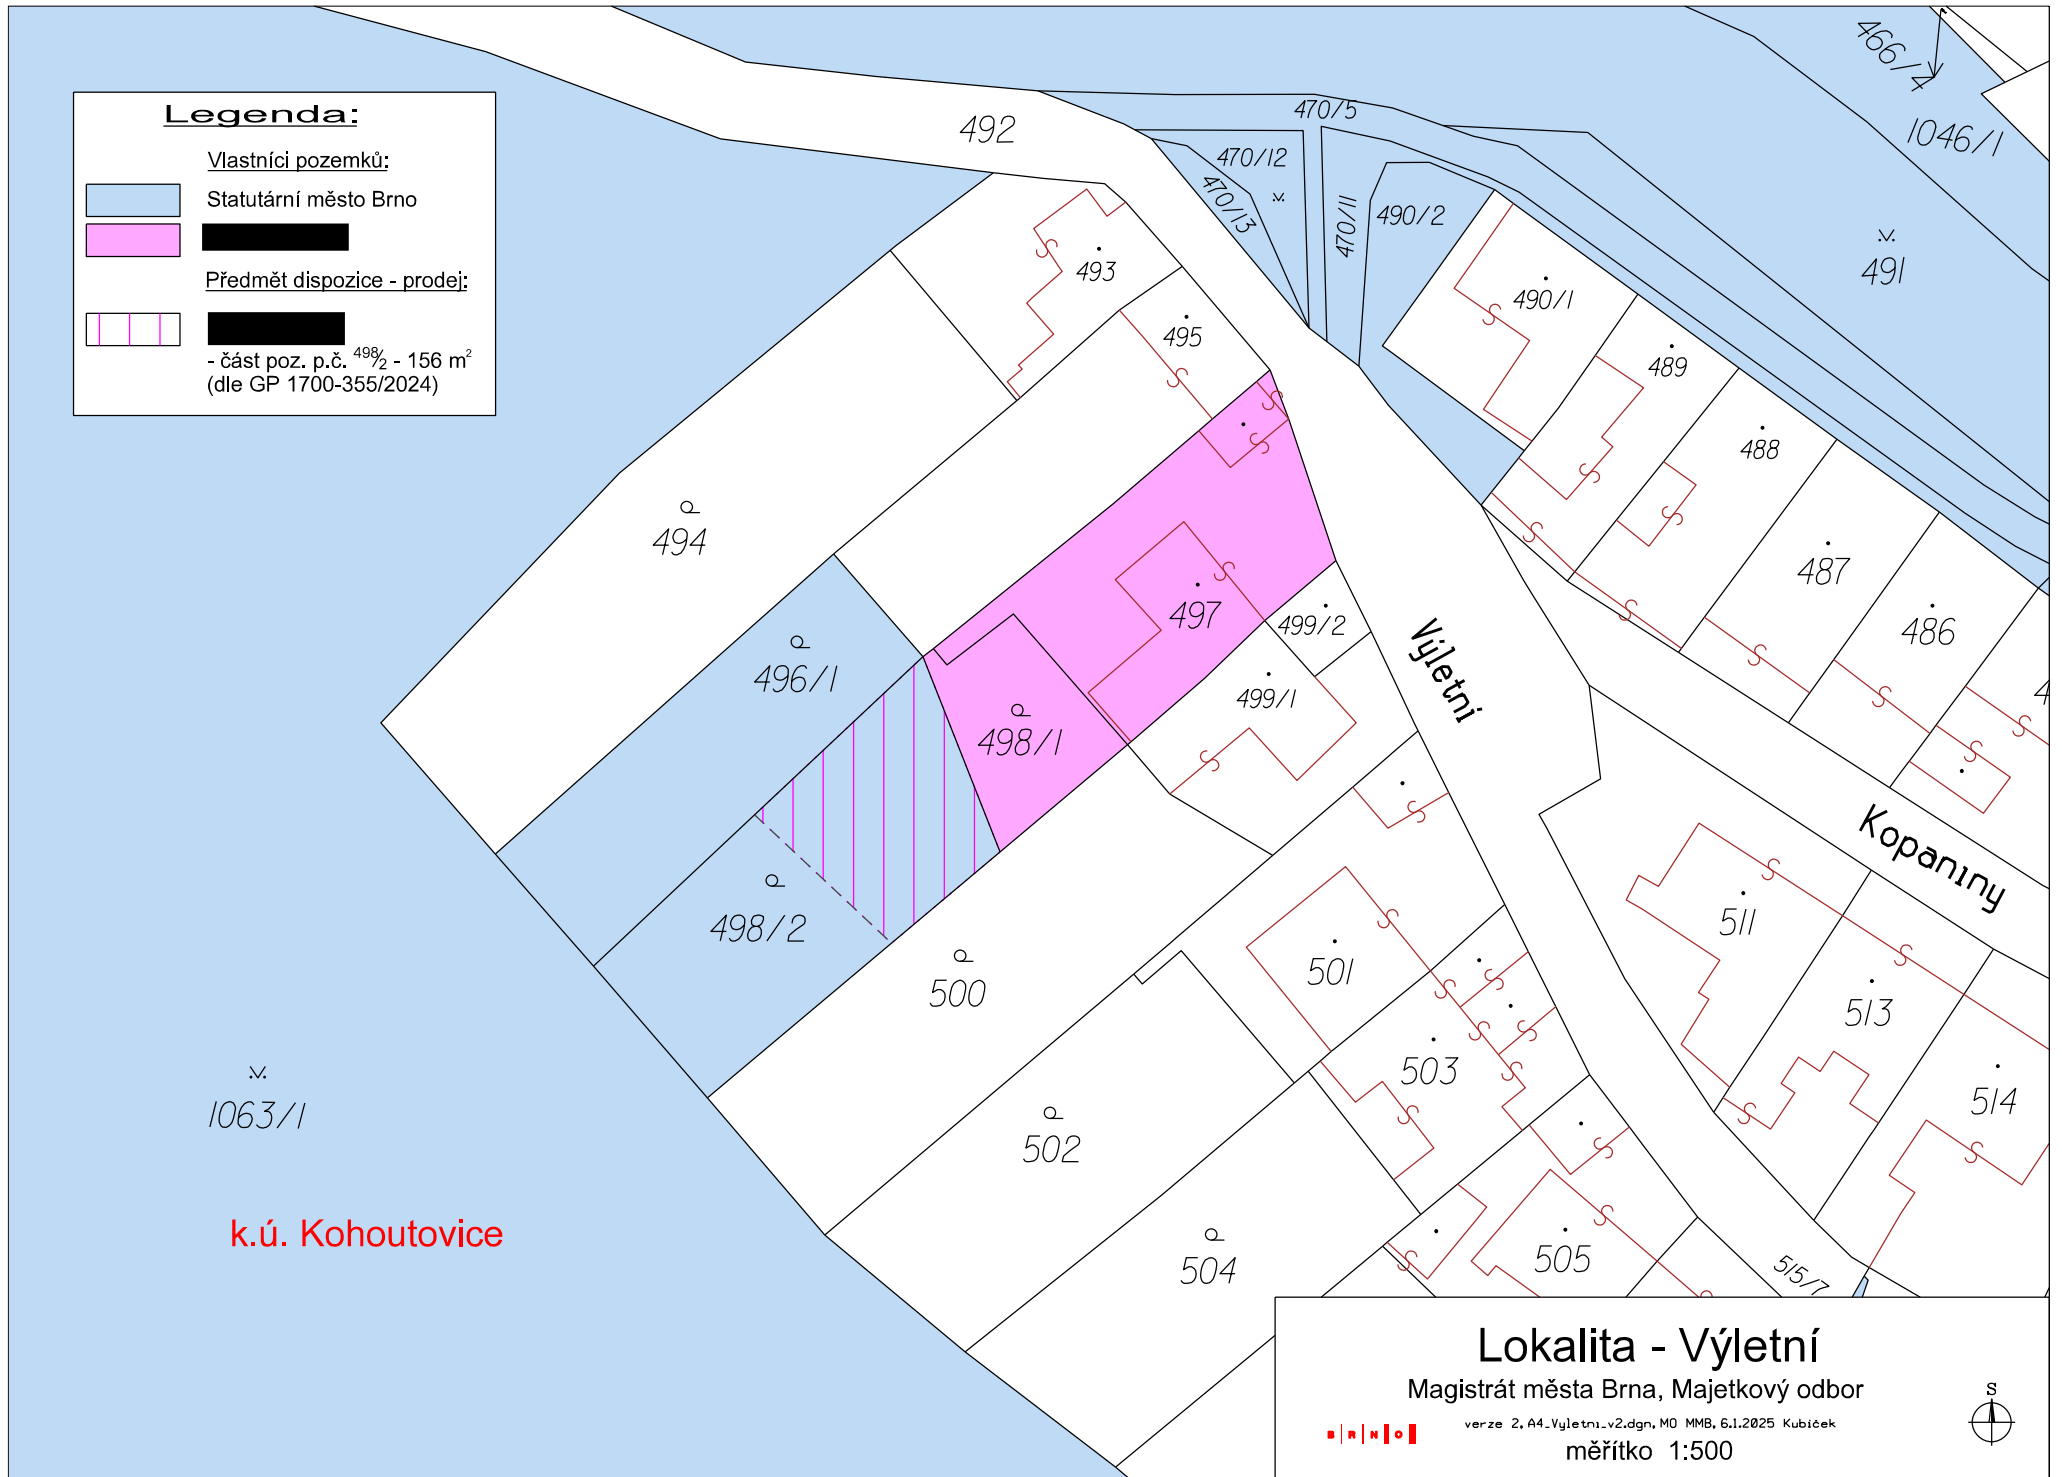 Legenda:
Vlastníci pozemků:
Statutární město Brno
Předmět dispozice - prodej:
- část poz. p.č. 498/2 - 156 m²
(dle GP 1700-355/2024)
492
470/5
470/12
470/13
470/11
490/2
466/4
1046/1
491
493
495
490/1
489
488
487
486
4
494
496/1
497
498/1
498/2
499/2
499/1
Výletní
Kopaniny
500
501
502
503
504
505
511
513
514
515/7
1063/1
k.ú. Kohoutovice
Lokalita - Výletní
Magistrát města Brna, Majetkový odbor
verze 2, A4_Vyletni_v2.dgn, MO MMB, 6.1.2025 Kubíček
měřítko 1:500
BRNO
S